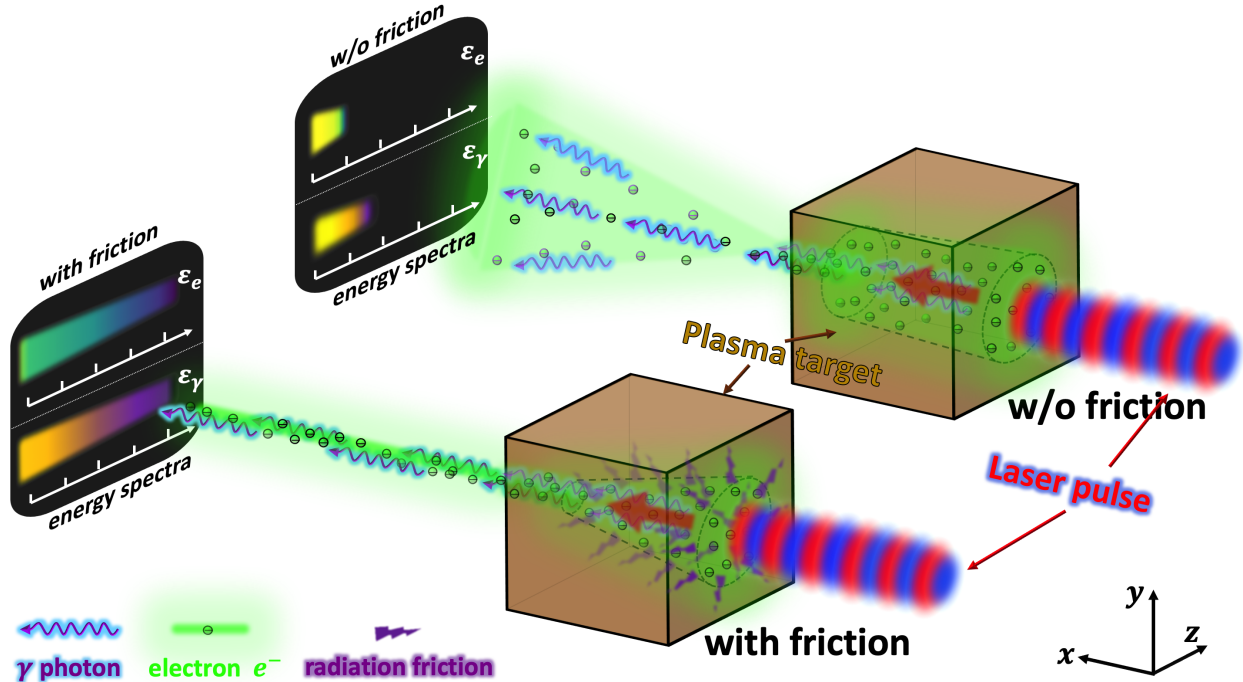 w/o friction
εe
εγ
energy spectra
with friction
εe
εγ
energy spectra
Plasma target
w/o friction
Laser pulse
with friction
y
z
x
γ photon
electron e⁻
radiation friction